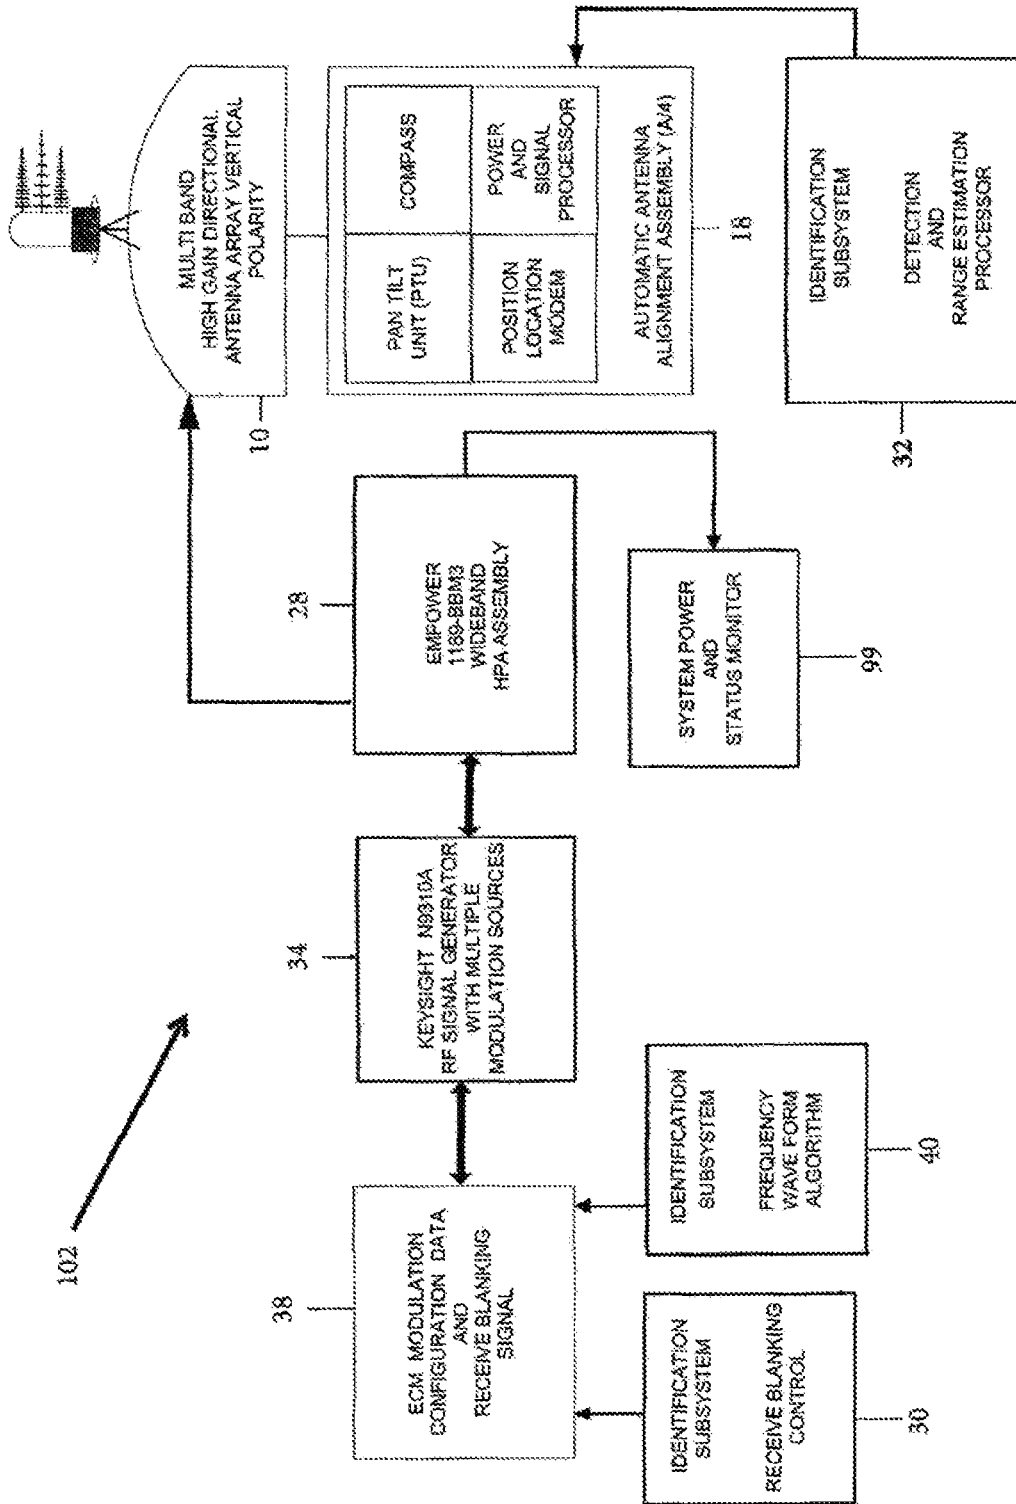 102
38
ECM MODULATION
CONFIGURATION DATA
AND
RECEIVE BLANKING
SIGNAL
34
KEYSIGHT N9310A
RF SIGNAL GENERATOR
WITH MULTIPLE
MODULATION SOURCES
28
EMPOWER
1189-BBM3
WIDEBAND
HPA ASSEMBLY
10
MULTI BAND
HIGH GAIN DIRECTIONAL
ANTENNA ARRAY VERTICAL
POLARITY
PAN TILT
UNIT (PTU)
COMPASS
POSITION
LOCATION
MODEM
POWER
AND
SIGNAL
PROCESSOR
AUTOMATIC ANTENNA
ALIGNMENT ASSEMBLY (A/4)
18
IDENTIFICATION
SUBSYSTEM
RECEIVE BLANKING
CONTROL
30
IDENTIFICATION
SUBSYSTEM
FREQUENCY
WAVE FORM
ALGORITHM
40
SYSTEM POWER
AND
STATUS MONITOR
99
32
IDENTIFICATION
SUBSYSTEM
DETECTION
AND
RANGE ESTIMATION
PROCESSOR